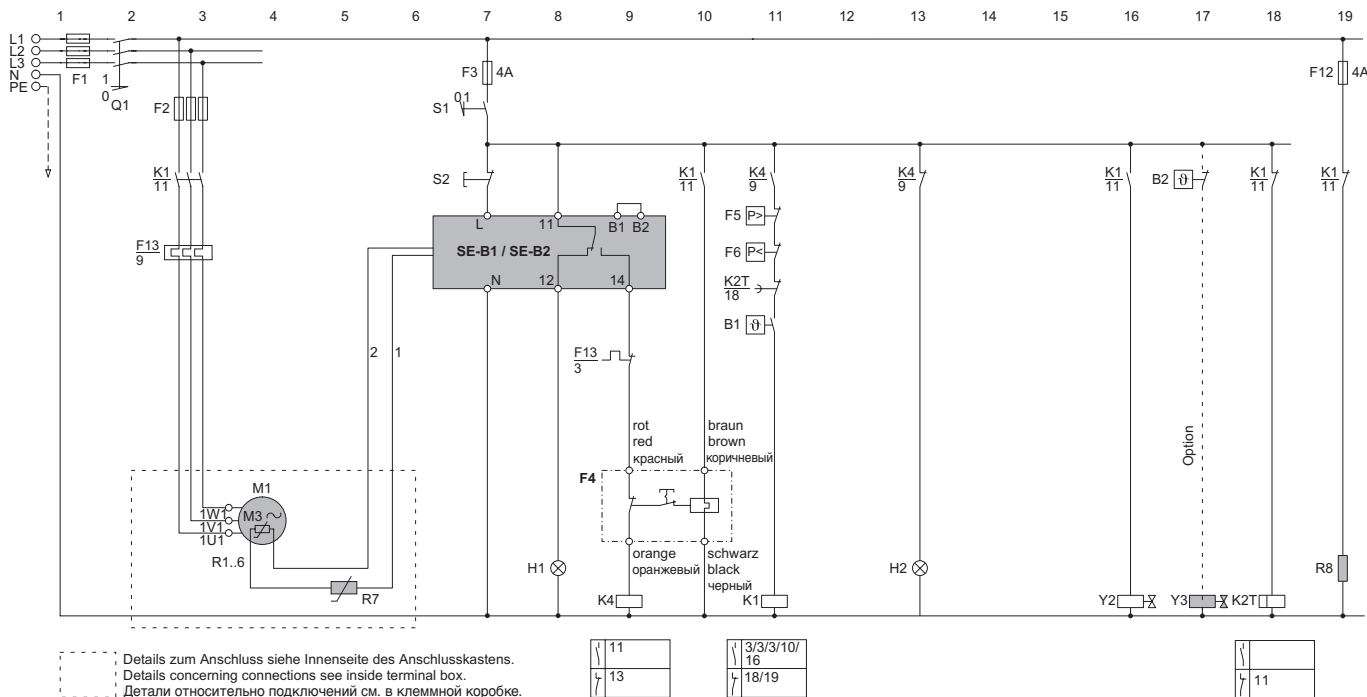 1 2 3 4 5 6 7 8 9 10 11 12 13 14 15 16 17 18 19
L1
L2
L3
N
PE
F1
1
0
Q1
F2
F3 4A
S1 0 1
F12 4A
K1
11
S2
K1
11
K4
9
K4
9
K1
11
B2 ϑ
K1
11
K1
11
F13
9
L 11 B1 B2
SE-B1 / SE-B2
N 12 14
F5 P>
F6 P<
K2T
18
B1 ϑ
2 1
F13
3
rot
red
красный
braun
brown
коричневый
F4
Option
M1
M3
1W1
1V1
1U1
R1..6
R7
orange
оранжевый
schwarz
black
черный
H1
H2
R8
K4
K1
Y2
Y3
K2T
Details zum Anschluss siehe Innenseite des Anschlusskastens.
Details concerning connections see inside terminal box.
Детали относительно подключений см. в клеммной коробке.
11
13
3/3/3/10/
16
18/19
11